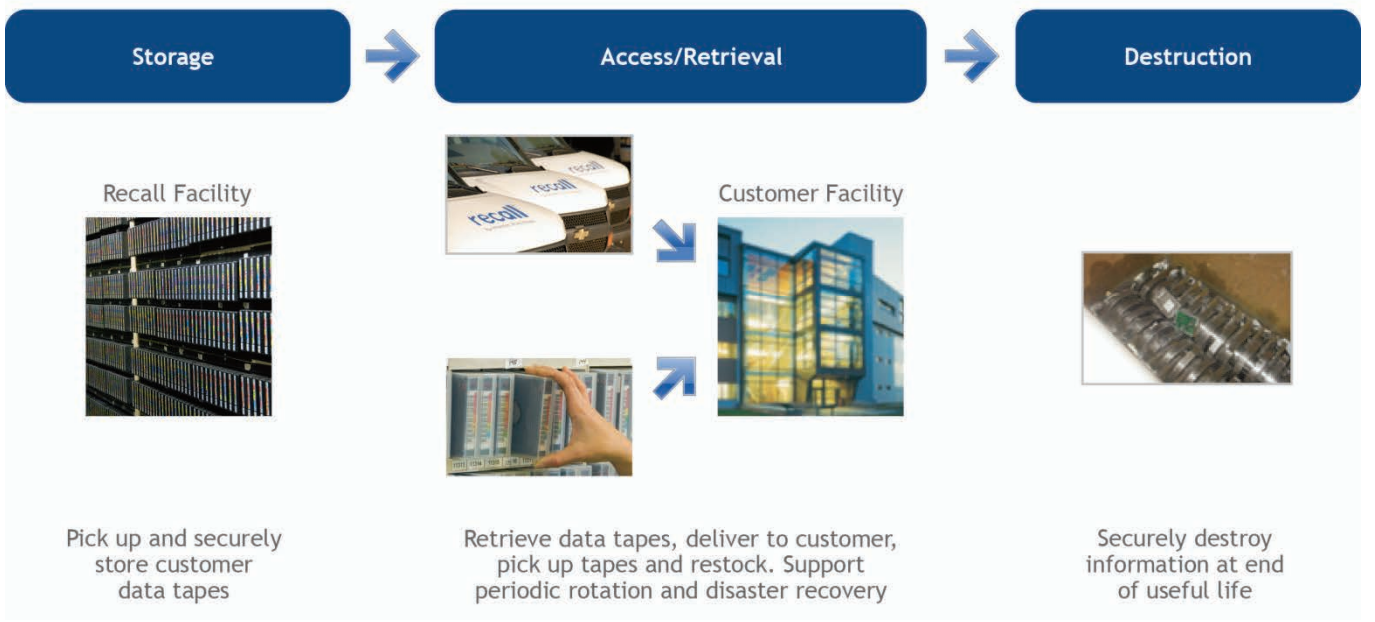 Storage
Access/Retrieval
Destruction
Recall Facility
recall
recall
recall
Customer Facility
Pick up and securely
store customer
data tapes
Retrieve data tapes, deliver to customer,
pick up tapes and restock. Support
periodic rotation and disaster recovery
Securely destroy
information at end
of useful life